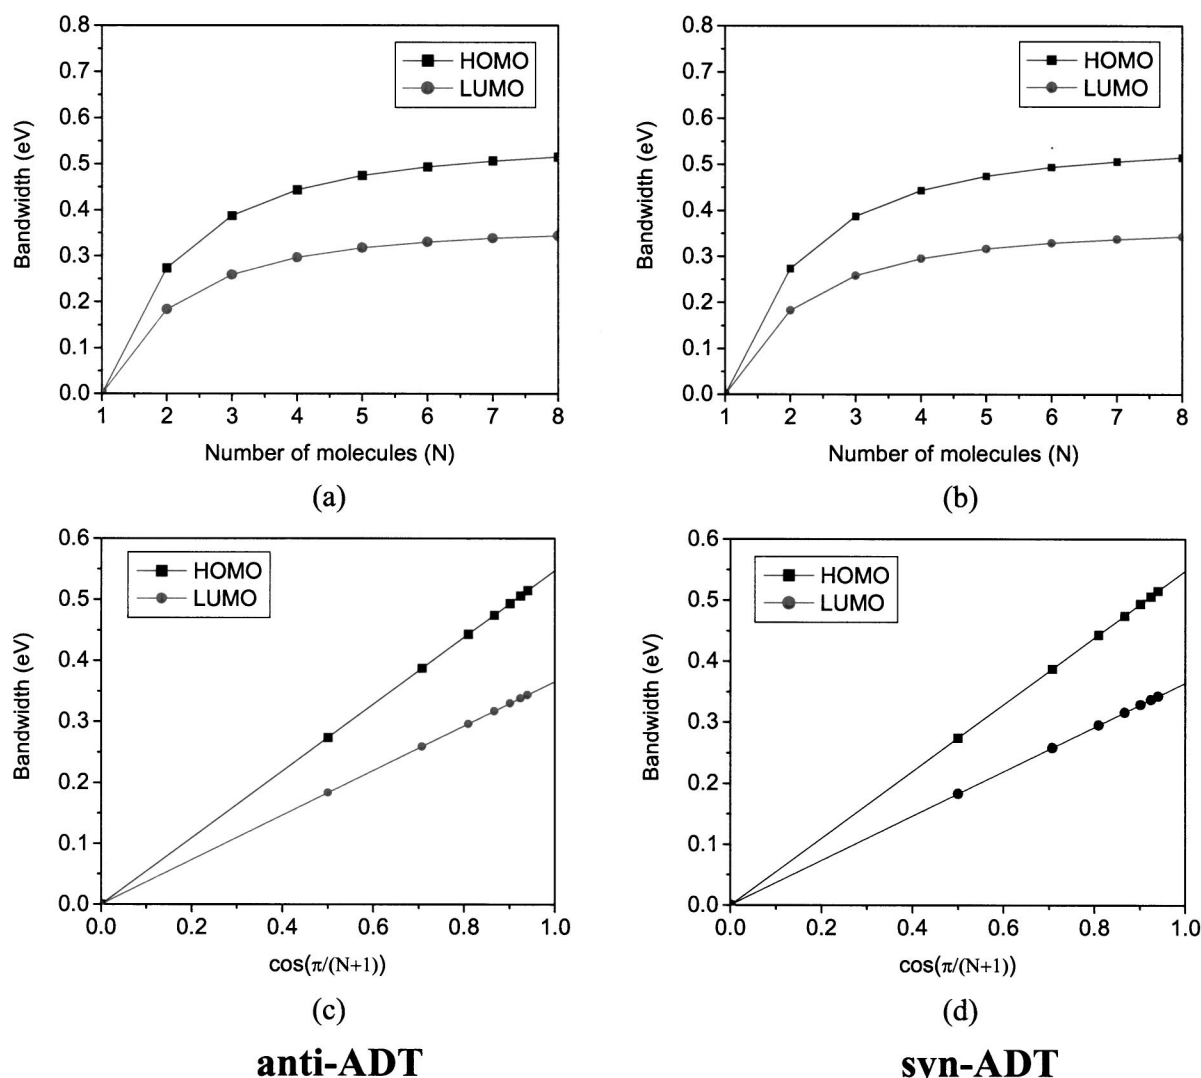 0.8
0.7
0.6
0.5
0.4
0.3
0.2
0.1
0.0
Bandwidth (eV)
HOMO
LUMO
1 2 3 4 5 6 7 8
Number of molecules (N)
(a)
0.8
0.7
0.6
0.5
0.4
0.3
0.2
0.1
0.0
Bandwidth (eV)
HOMO
LUMO
1 2 3 4 5 6 7 8
Number of molecules (N)
(b)
0.6
0.5
0.4
0.3
0.2
0.1
0.0
Bandwidth (eV)
HOMO
LUMO
0.0 0.2 0.4 0.6 0.8 1.0
cos(π/(N+1))
(c)
0.6
0.5
0.4
0.3
0.2
0.1
0.0
Bandwidth (eV)
HOMO
LUMO
0.0 0.2 0.4 0.6 0.8 1.0
cos(π/(N+1))
(d)
anti-ADT
syn-ADT